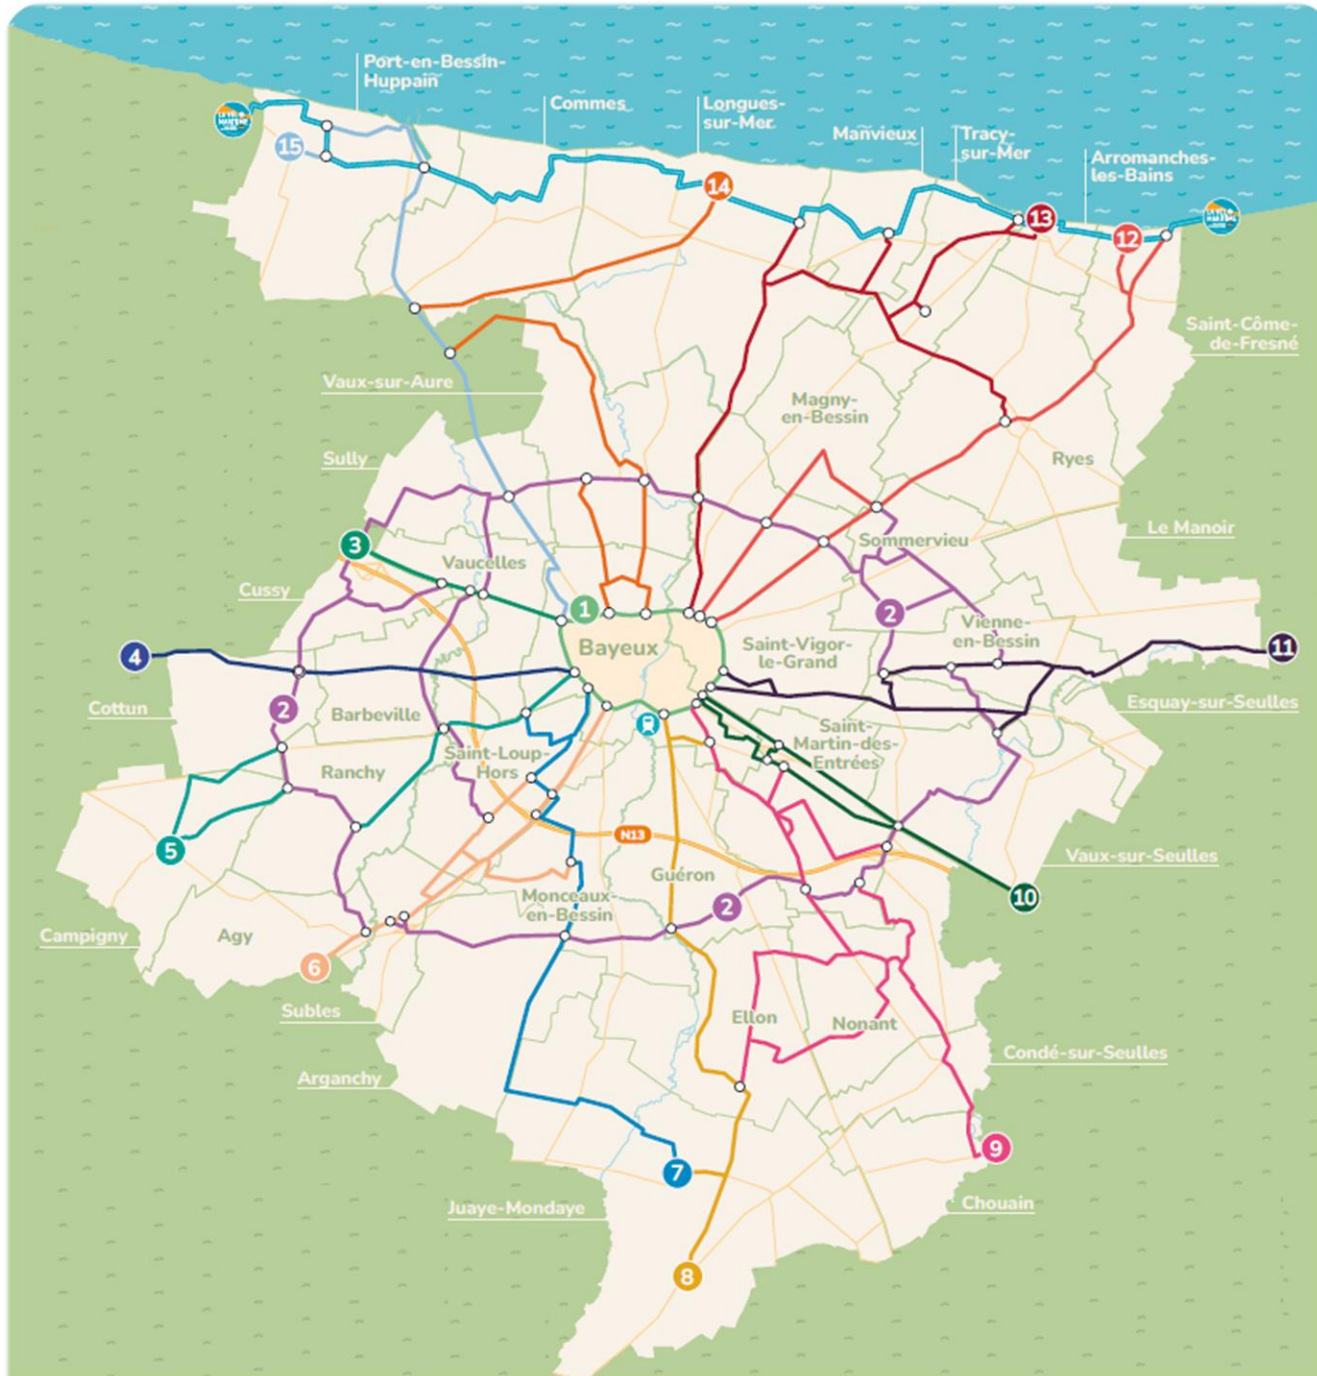 Port-en-Bessin-
Huppain
Commes
Longues-
sur-Mer
Manvieux
Tracy-
sur-Mer
Arromanches-
les-Bains
15
14
13
12
Saint-Côme-
de-Fresné
Vaux-sur-Aure
Magny-
en-Bessin
Sully
Ryes
Le Manoir
3
Vaucelles
Sommervieu
Cussy
1
2
Bayeux
Vienne-
en-Bessin
Saint-Vigor-
le-Grand
4
11
Cottun
2
Barbeville
Esquay-sur-Seulles
Saint-
Martin-des-
Entrées
Saint-Loup-
Hors
Ranchy
5
N13
Vaux-sur-Seulles
Guéron
10
Monceaux-
en-Bessin
2
Campigny
Agy
6
Subles
Ellon
Nonant
Condé-sur-Seulles
Arganchy
9
7
Juaye-Mondaye
Chouain
8